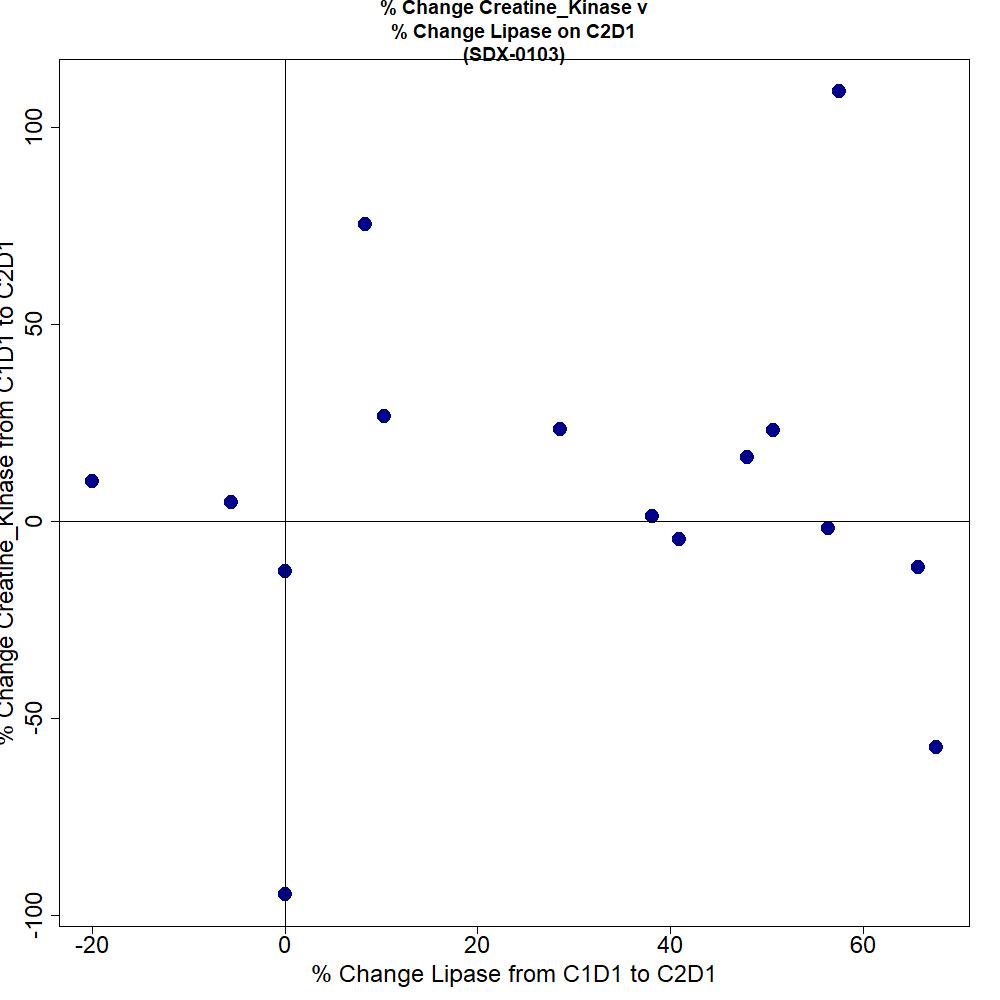 % Change Creatine_Kinase v
% Change Lipase on C2D1
(SDX-0103)
% Change Creatine_Kinase from C1D1 to C2D1
100
50
0
-50
-100
-20
0
20
40
60
% Change Lipase from C1D1 to C2D1